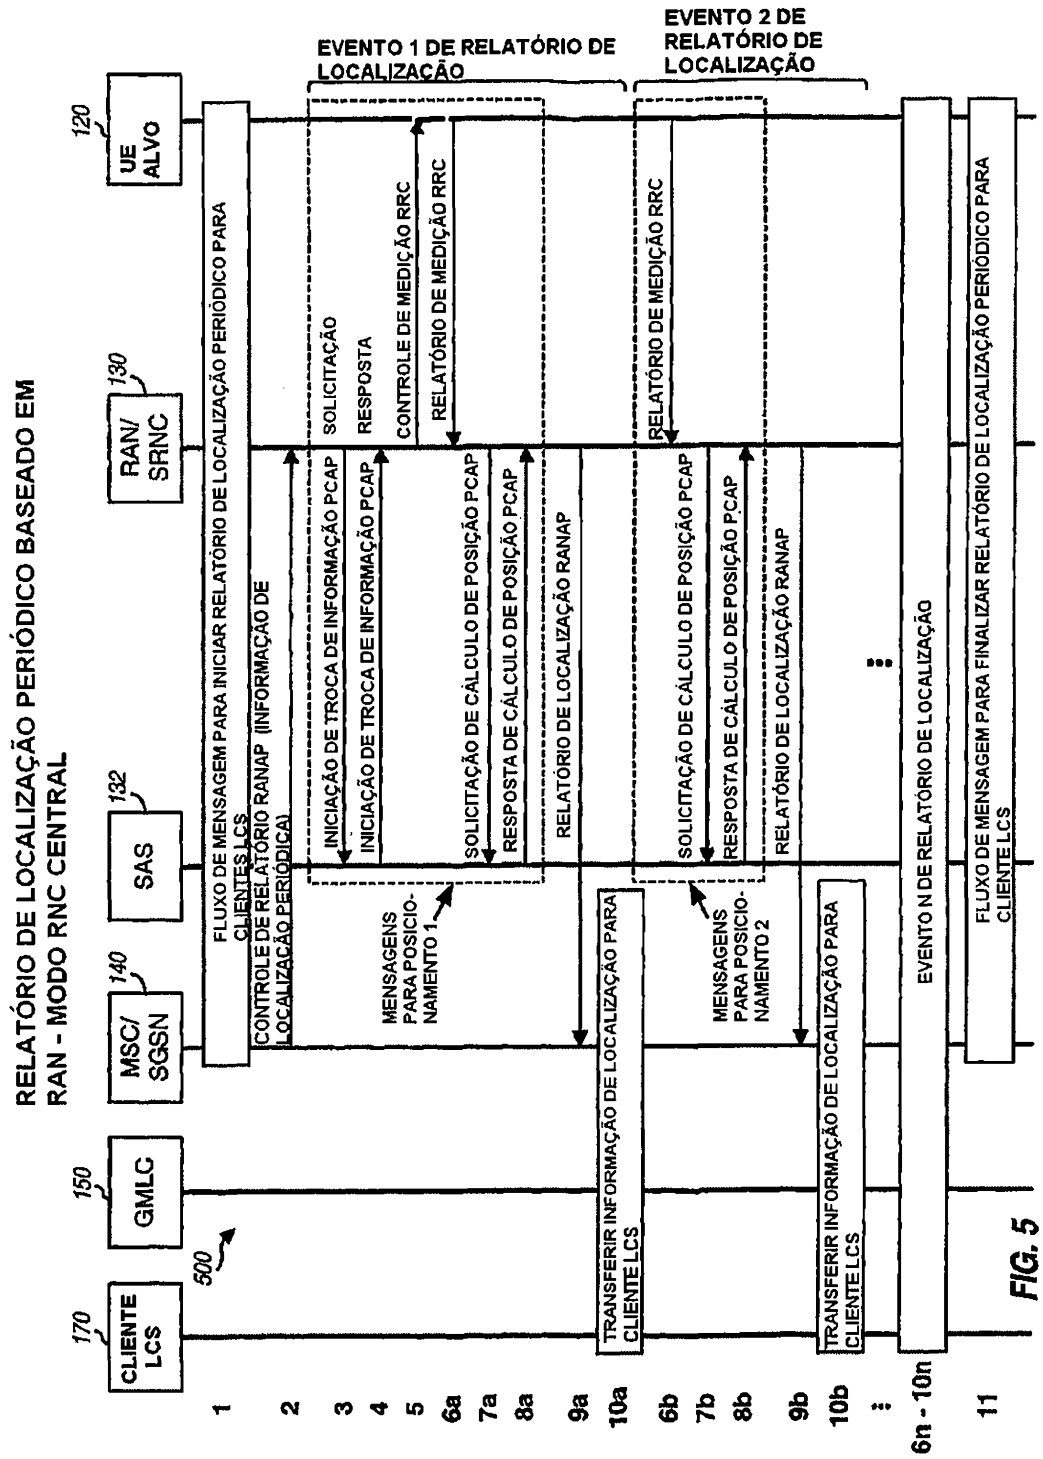 RELATÓRIO DE LOCALIZAÇÃO PERIÓDICO BASEADO EM
RAN - MODO RNC CENTRAL
170
150
140
132
130
120
CLIENTE
LCS
GMLC
MSC/
SGSN
SAS
RAN/
SRNC
UE
ALVO
500
1
FLUXO DE MENSAGEM PARA INICIAR RELATÓRIO DE LOCALIZAÇÃO PERIÓDICO PARA
CLIENTES LCS
2
CONTROLE DE RELATÓRIO RANAP (INFORMAÇÃO DE
LOCALIZAÇÃO PERIÓDICA)
EVENTO 1 DE RELATÓRIO DE
LOCALIZAÇÃO
3
INICIAÇÃO DE TROCA DE INFORMAÇÃO PCAP
SOLICITAÇÃO
4
INICIAÇÃO DE TROCA DE INFORMAÇÃO PCAP
RESPOSTA
5
CONTROLE DE MEDIÇÃO RRC
6a
RELATÓRIO DE MEDIÇÃO RRC
MENSAGENS
PARA POSICIO-
NAMENTO 1
7a
SOLICITAÇÃO DE CÁLCULO DE POSIÇÃO PCAP
8a
RESPOSTA DE CÁLCULO DE POSIÇÃO PCAP
9a
RELATÓRIO DE LOCALIZAÇÃO RANAP
10a
TRANSFERIR INFORMAÇÃO DE LOCALIZAÇÃO PARA
CLIENTE LCS
EVENTO 2 DE
RELATÓRIO DE
LOCALIZAÇÃO
6b
RELATÓRIO DE MEDIÇÃO RRC
7b
SOLICITAÇÃO DE CÁLCULO DE POSIÇÃO PCAP
8b
RESPOSTA DE CÁLCULO DE POSIÇÃO PCAP
MENSAGENS
PARA POSICIO-
NAMENTO 2
9b
RELATÓRIO DE LOCALIZAÇÃO RANAP
10b
TRANSFERIR INFORMAÇÃO DE LOCALIZAÇÃO PARA
CLIENTE LCS
...
...
6n - 10n
EVENTO N DE RELATÓRIO DE LOCALIZAÇÃO
11
FLUXO DE MENSAGEM PARA FINALIZAR RELATÓRIO DE LOCALIZAÇÃO PERIÓDICO PARA
CLIENTE LCS
FIG. 5